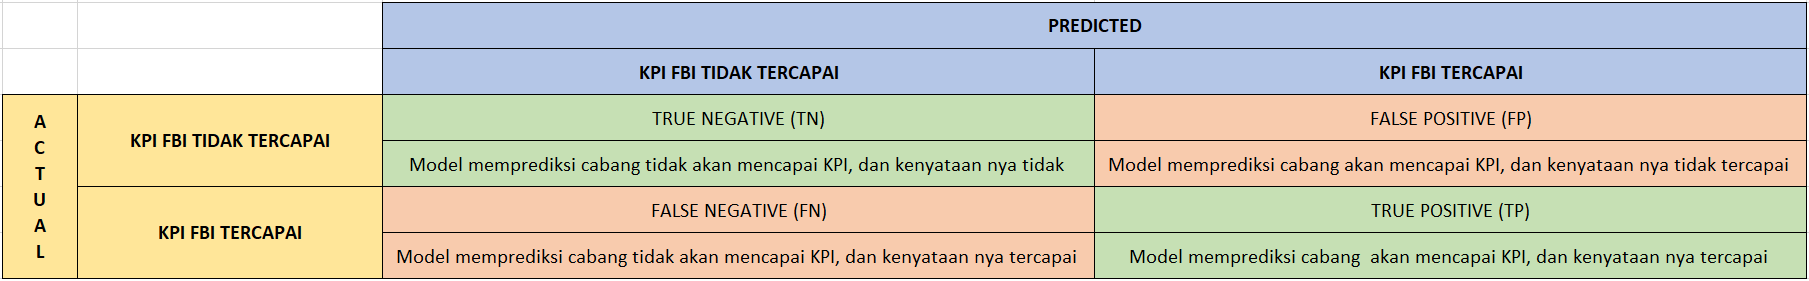 PREDICTED
KPI FBI TIDAK TERCAPAI
KPI FBI TERCAPAI
A
C
T
U
A
L
KPI FBI TIDAK TERCAPAI
TRUE NEGATIVE (TN)
FALSE POSITIVE (FP)
Model memprediksi cabang tidak akan mencapai KPI, dan kenyataan nya tidak
Model memprediksi cabang akan mencapai KPI, dan kenyataan nya tidak tercapai
KPI FBI TERCAPAI
FALSE NEGATIVE (FN)
TRUE POSITIVE (TP)
Model memprediksi cabang tidak akan mencapai KPI, dan kenyataan nya tercapai
Model memprediksi cabang  akan mencapai KPI, dan kenyataan nya tercapai